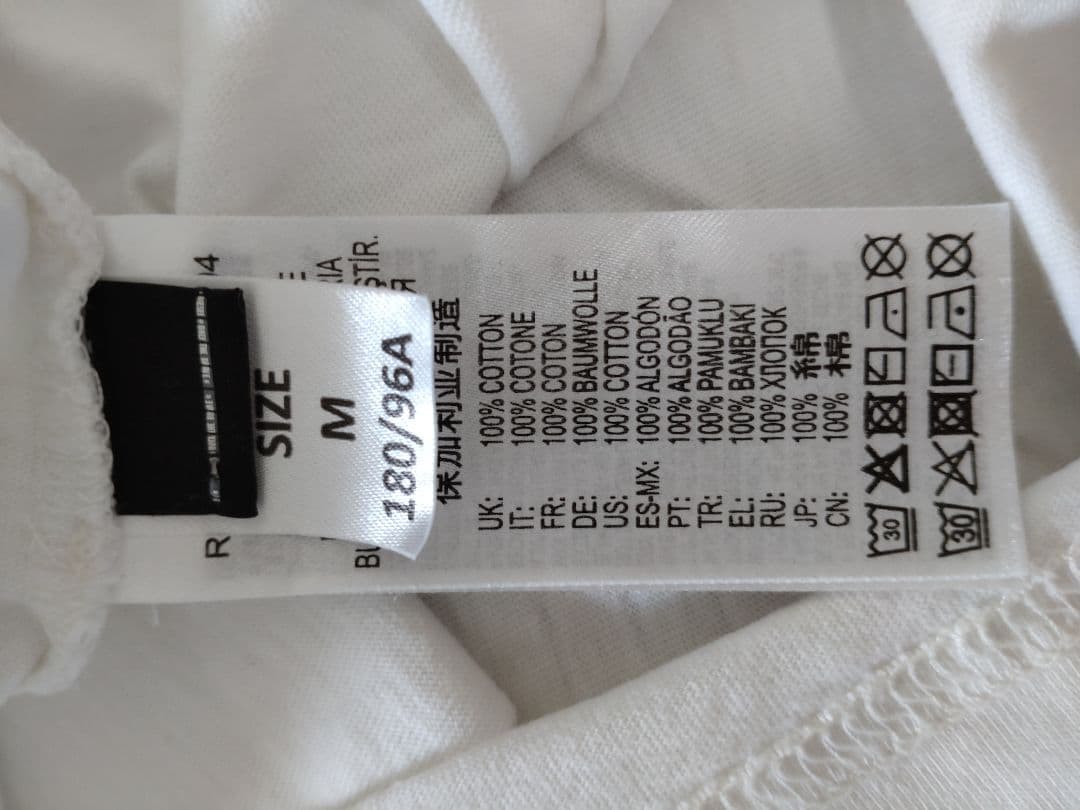 SIZE
M
180/96A
保加利业制造
UK: 100% COTTON
IT: 100% COTONE
FR: 100% COTON
DE: 100% BAUMWOLLE
US: 100% COTTON
ES-MX: 100% ALGODÓN
PT: 100% ALGODÃO
TR: 100% PAMUKLU
EL: 100% BAMBAKI
RU: 100% ХЛОПОК
JP: 100% 綿
CN: 100% 棉
30
30